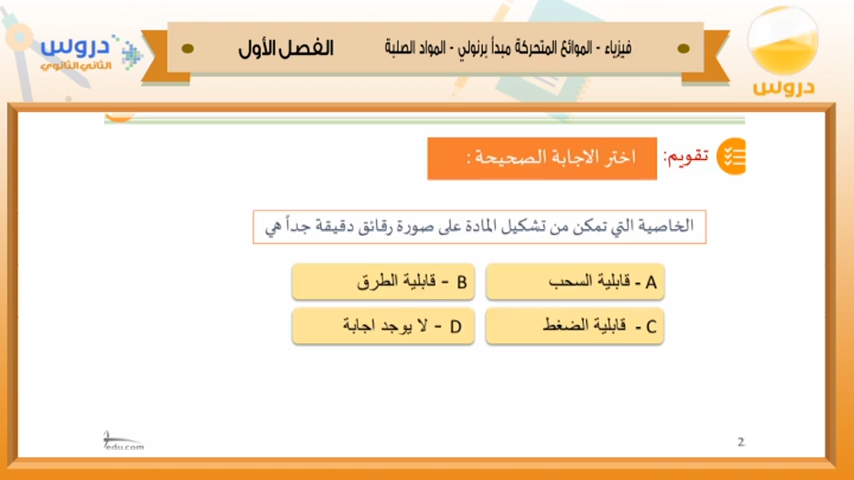 دروس
الثاني الثانوي
فيزياء - الموائع المتحركة مبدأ برنولي - المواد الصلبة
الفصل الأول
دروس
تقويم:
اختر الاجابة الصحيحة :
الخاصية التي تمكن من تشكيل المادة على صورة رقائق دقيقة جداً هي
A - قابلية السحب
B - قابلية الطرق
C - قابلية الضغط
D - لا يوجد اجابة
edu.com
2